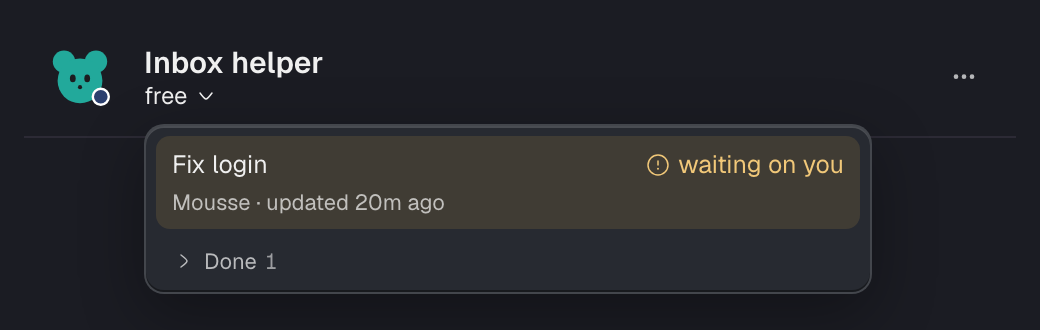 Inbox helper
free
Fix login
waiting on you
Mousse · updated 20m ago
Done 1